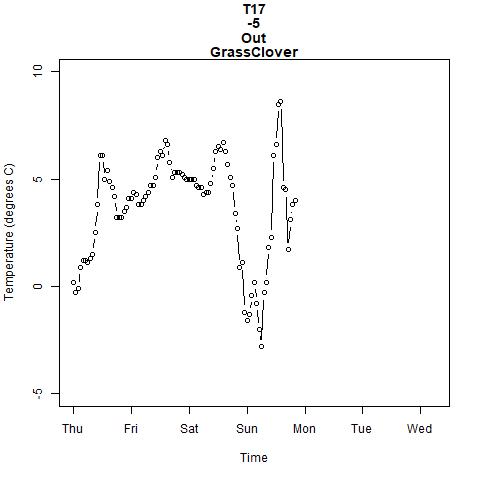 T17
-5
Out
GrassClover
Temperature (degrees C)
10
5
0
-5
Thu Fri Sat Sun Mon Tue Wed
Time